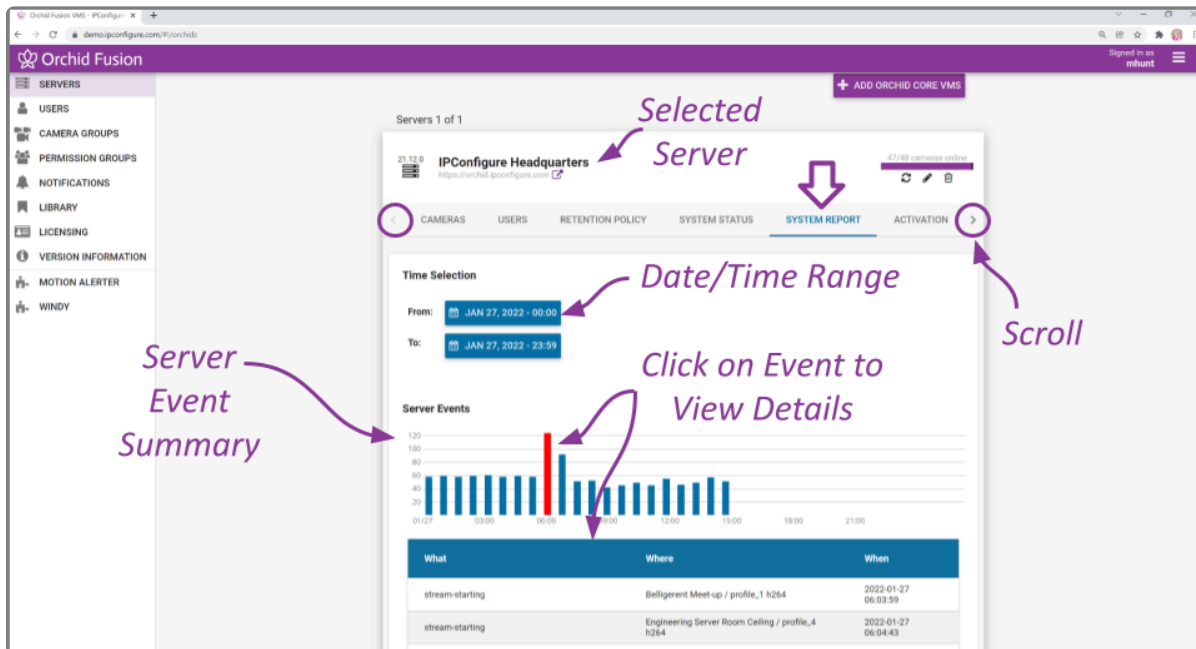 Orchid Fusion VMS - IPConfigur
demo.ipconfigure.com/#!/orchids
Orchid Fusion
Signed in as
mhunt
SERVERS
USERS
CAMERA GROUPS
PERMISSION GROUPS
NOTIFICATIONS
LIBRARY
LICENSING
VERSION INFORMATION
MOTION ALERTER
WINDY
ADD ORCHID CORE VMS
Servers 1 of 1
Selected
Server
21.12.0
IPConfigure Headquarters
https://orchid.ipconfigure.com
47/48 cameras online
CAMERAS USERS RETENTION POLICY SYSTEM STATUS SYSTEM REPORT ACTIVATION
Scroll
Time Selection
Date/Time Range
From: JAN 27, 2022 - 00:00
To: JAN 27, 2022 - 23:59
Server
Event
Summary
Click on Event to
View Details
Server Events
120
100
80
60
40
20
01/27 03:00 06:00 09:00 12:00 15:00 18:00 21:00
What Where When
stream-starting Belligerent Meet-up / profile_1 h264 2022-01-27
06:03:59
stream-starting Engineering Server Room Ceiling / profile_4 2022-01-27
h264 06:04:43